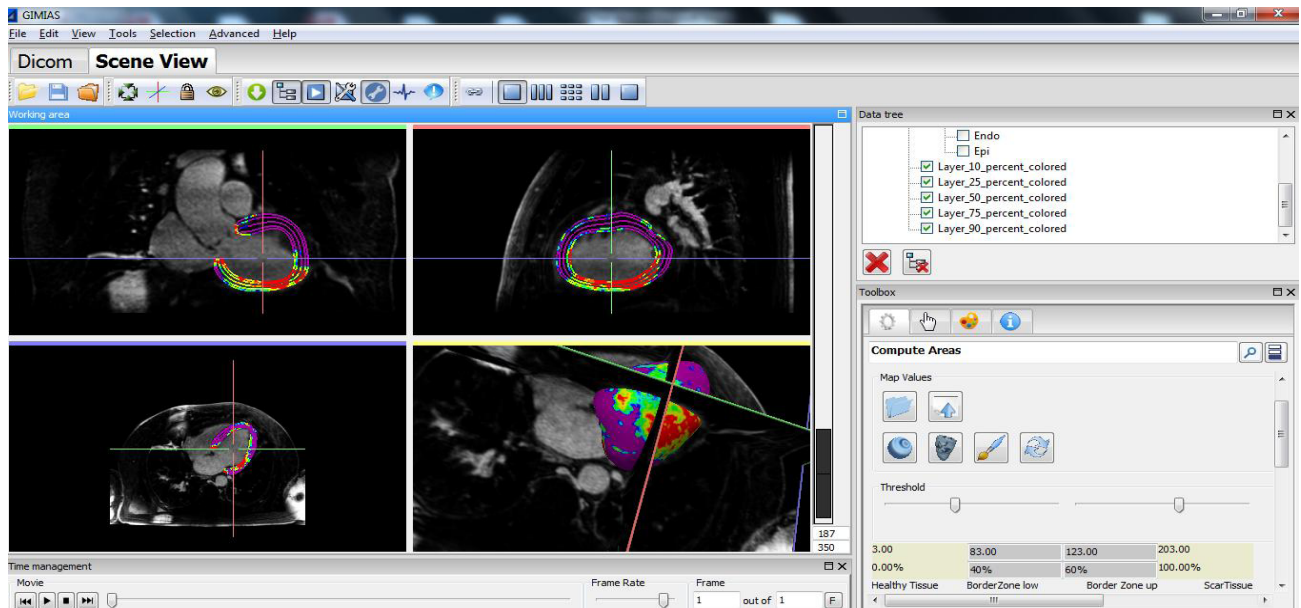 GIMIAS
File Edit View Tools Selection Advanced Help
Dicom Scene View
Working area
187
350
Time management
Movie
Frame Rate
Frame
1 out of 1 F
Data tree
Endo
Epi
Layer_10_percent_colored
Layer_25_percent_colored
Layer_50_percent_colored
Layer_75_percent_colored
Layer_90_percent_colored
Toolbox
Compute Areas
Map Values
Threshold
3.00 83.00 123.00 203.00
0.00% 40% 60% 100.00%
Healthy Tissue BorderZone low Border Zone up ScarTissue